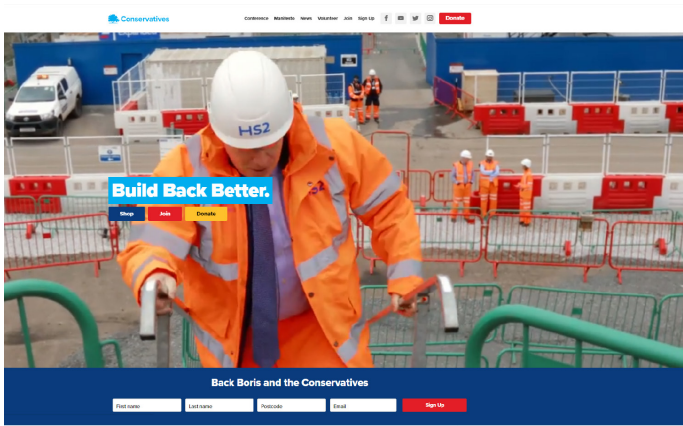 Conservatives
Conference Manifesto News Volunteer Join Sign Up Donate
HS2
Build Back Better.
Shop Join Donate
Back Boris and the Conservatives
First name Last name Postcode Email Sign Up